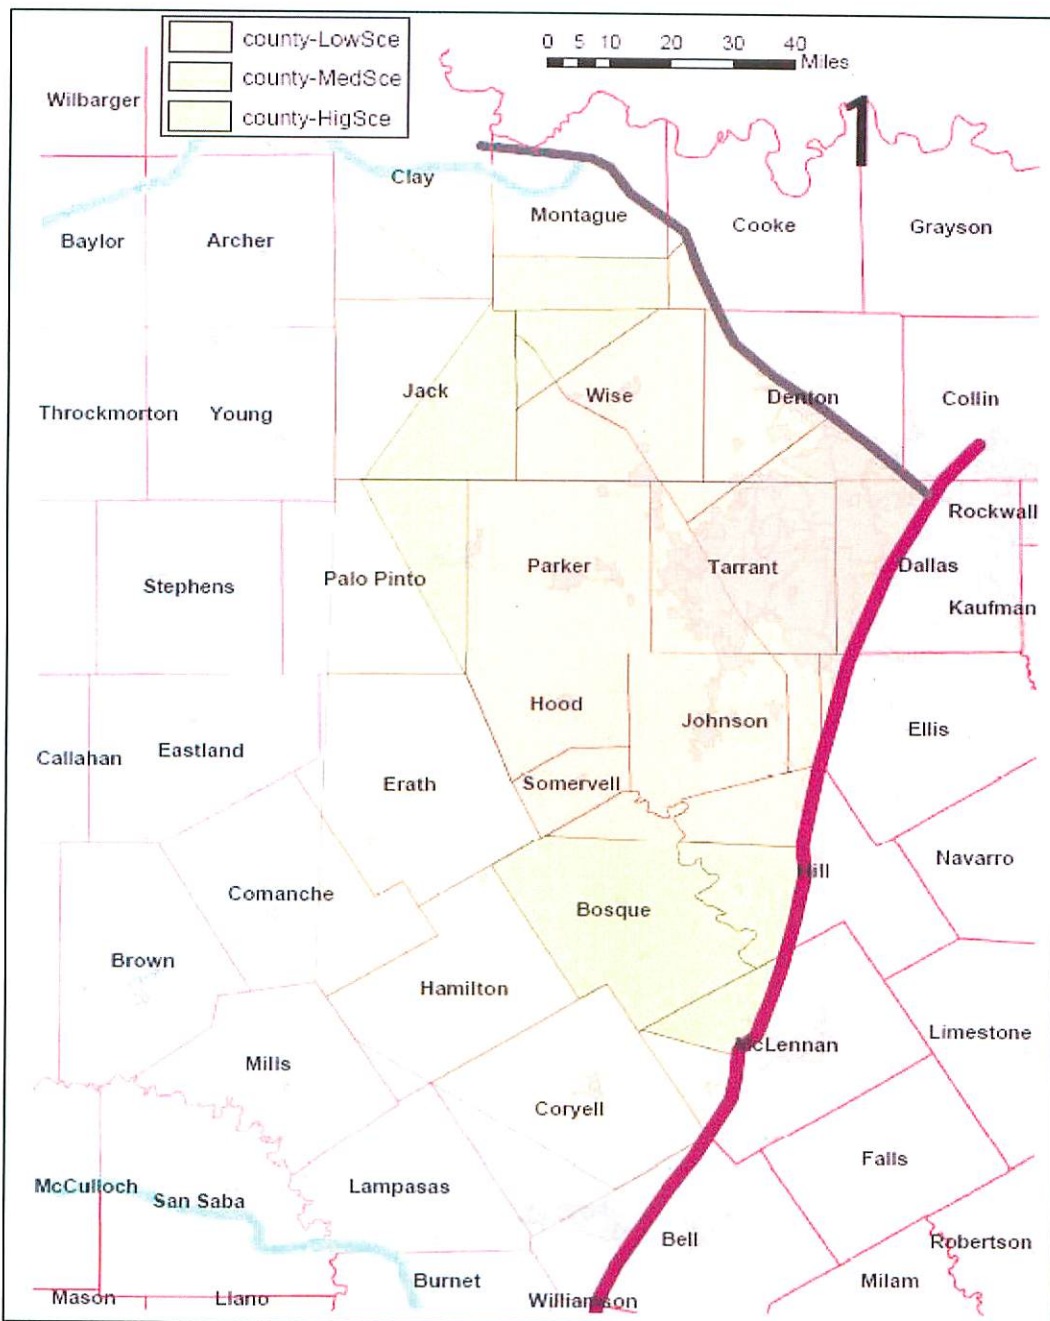 county-LowSce
county-MedSce
county-HigSce
0 5 10 20 30 40
Miles
1
Wilbarger
Clay
Montague
Cooke
Grayson
Baylor
Archer
Jack
Wise
Denton
Collin
Throckmorton
Young
Rockwall
Stephens
Palo Pinto
Parker
Tarrant
Dallas
Kaufman
Hood
Johnson
Ellis
Callahan
Eastland
Erath
Somervell
Navarro
Comanche
Hill
Bosque
Brown
Hamilton
Limestone
McLennan
Mills
Coryell
Falls
McCulloch
San Saba
Lampasas
Bell
Robertson
Burnet
Milam
Mason
Llano
Williamson